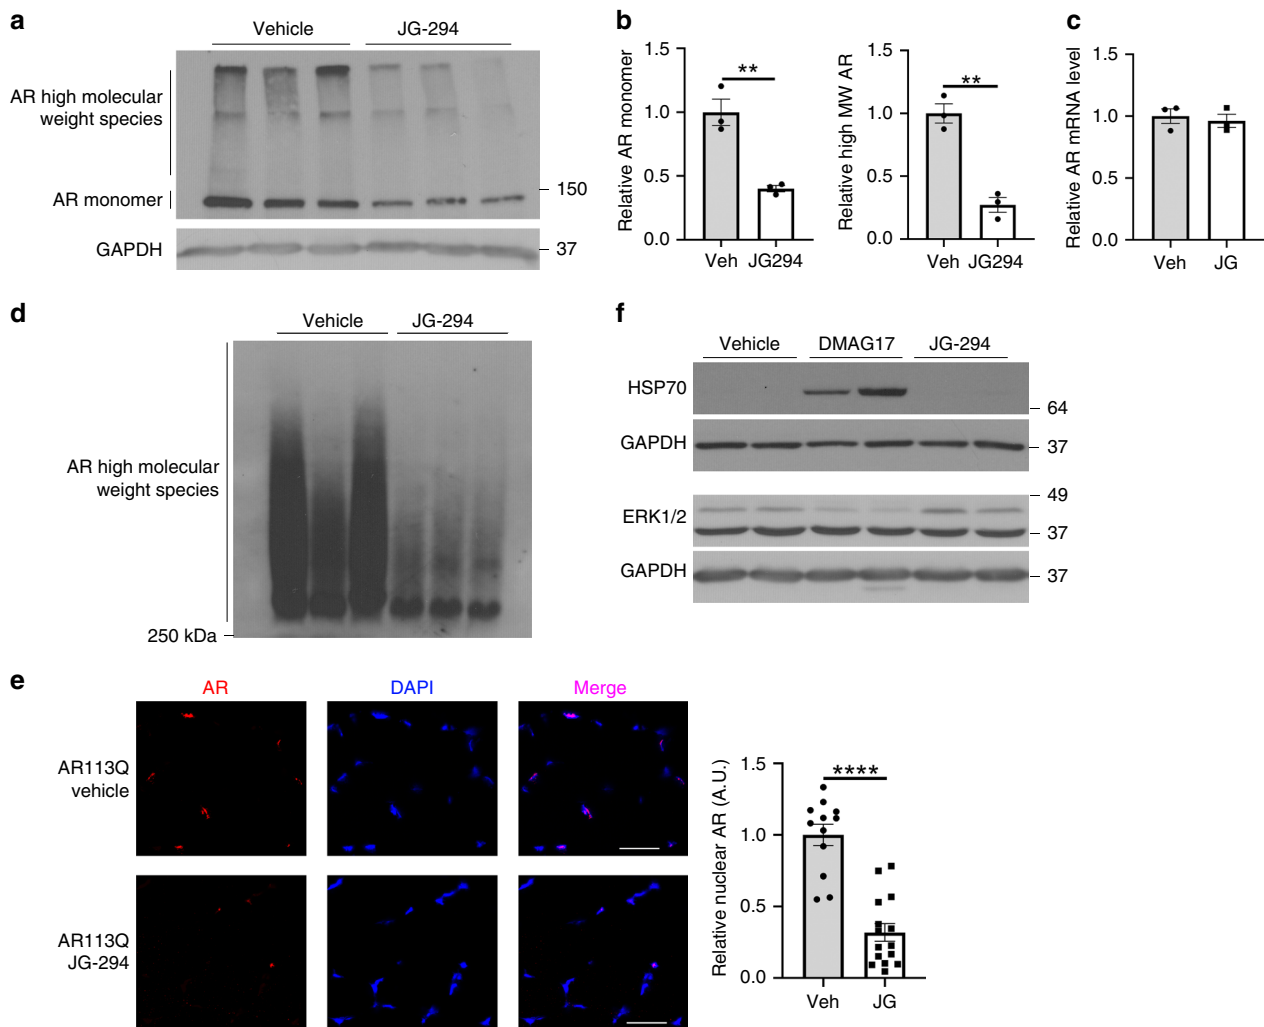 a
Vehicle
JG-294
AR high molecular
weight species
AR monomer
GAPDH
150
37
b
Relative AR monomer
1.5
1.0
0.5
0.0
**
Veh JG294
Relative high MW AR
1.5
1.0
0.5
0.0
**
Veh JG294
c
Relative AR mRNA level
1.5
1.0
0.5
0.0
Veh JG
d
Vehicle
JG-294
AR high molecular
weight species
250 kDa
f
Vehicle
DMAG17
JG-294
HSP70
64
GAPDH
37
49
ERK1/2
37
GAPDH
37
e
AR
DAPI
Merge
AR113Q
vehicle
AR113Q
JG-294
Relative nuclear AR (A.U.)
1.5
1.0
0.5
0.0
****
Veh JG